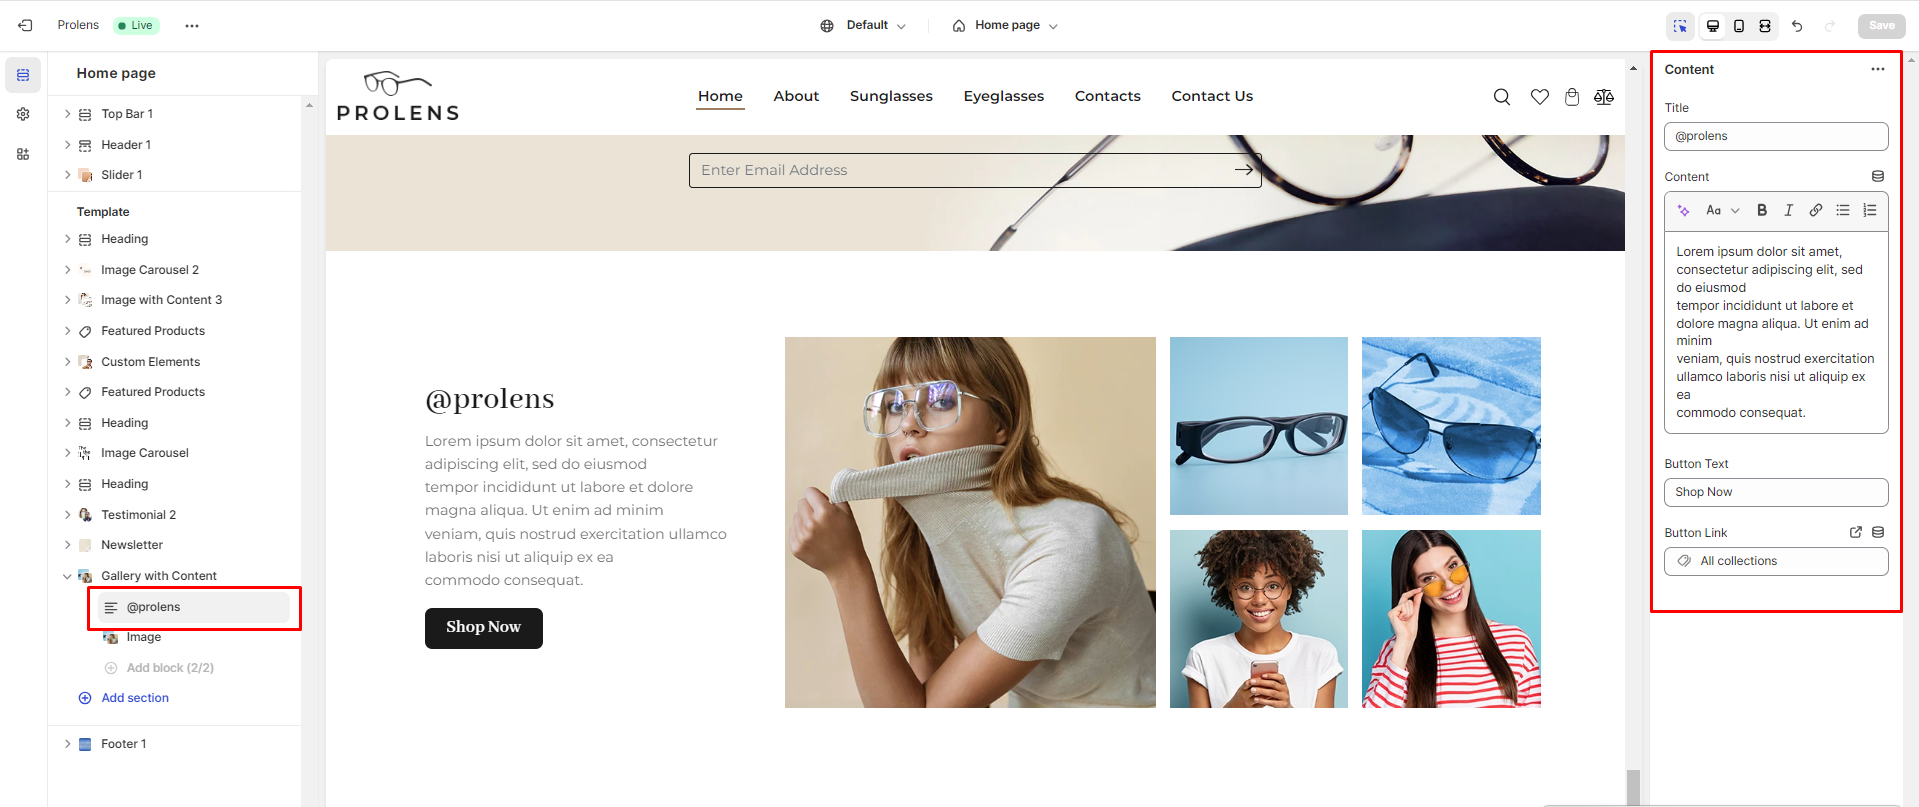 Prolens
Live
Default
Home page
Save
Home page
Top Bar 1
Header 1
Slider 1
Template
Heading
Image Carousel 2
Image with Content 3
Featured Products
Custom Elements
Featured Products
Heading
Image Carousel
Heading
Testimonial 2
Newsletter
Gallery with Content
@prolens
Image
Add block (2/2)
Add section
Footer 1
PROLENS
Home
About
Sunglasses
Eyeglasses
Contacts
Contact Us
Enter Email Address
@prolens
Lorem ipsum dolor sit amet, consectetur
adipiscing elit, sed do eiusmod
tempor incididunt ut labore et dolore
magna aliqua. Ut enim ad minim
veniam, quis nostrud exercitation ullamco
laboris nisi ut aliquip ex ea
commodo consequat.
Shop Now
Content
Title
@prolens
Content
Aa
B
I
Lorem ipsum dolor sit amet,
consectetur adipiscing elit, sed
do eiusmod
tempor incididunt ut labore et
dolore magna aliqua. Ut enim ad
minim
veniam, quis nostrud exercitation
ullamco laboris nisi ut aliquip ex
ea
commodo consequat.
Button Text
Shop Now
Button Link
All collections